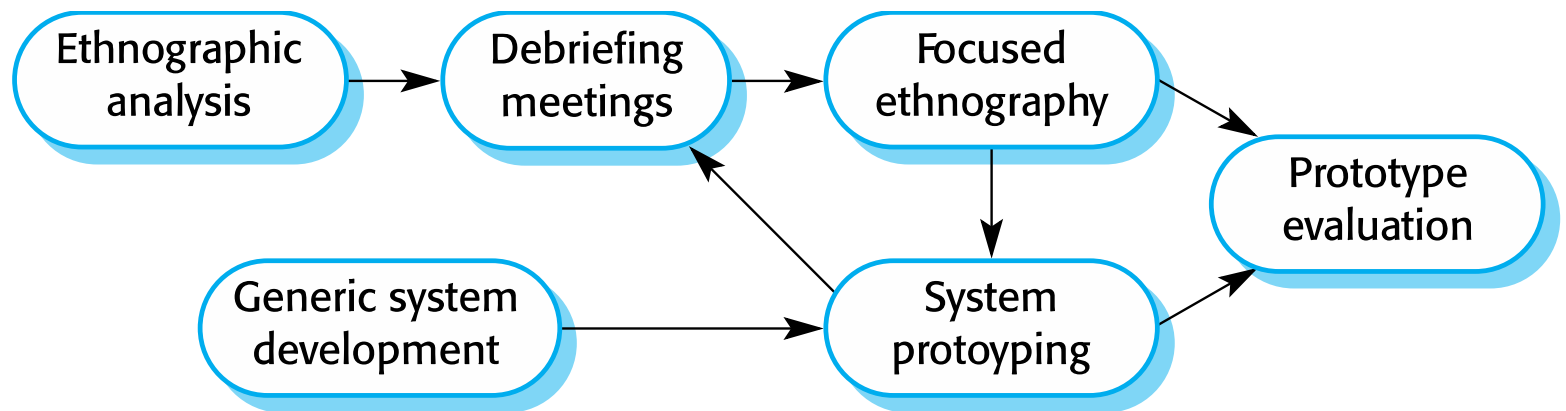 Ethnographic
analysis
Debriefing
meetings
Focused
ethnography
Prototype
evaluation
Generic system
development
System
protoyping